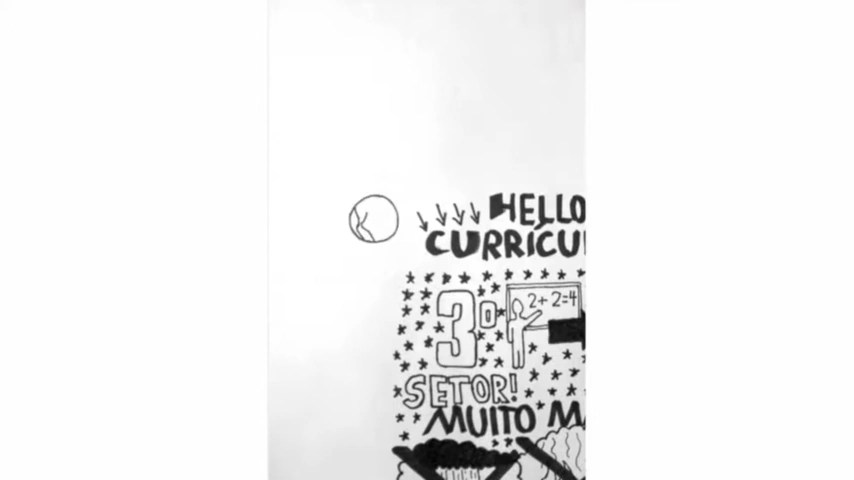 HELLO
CURRÍCU
3º
2+2=4
SETOR!
MUITO